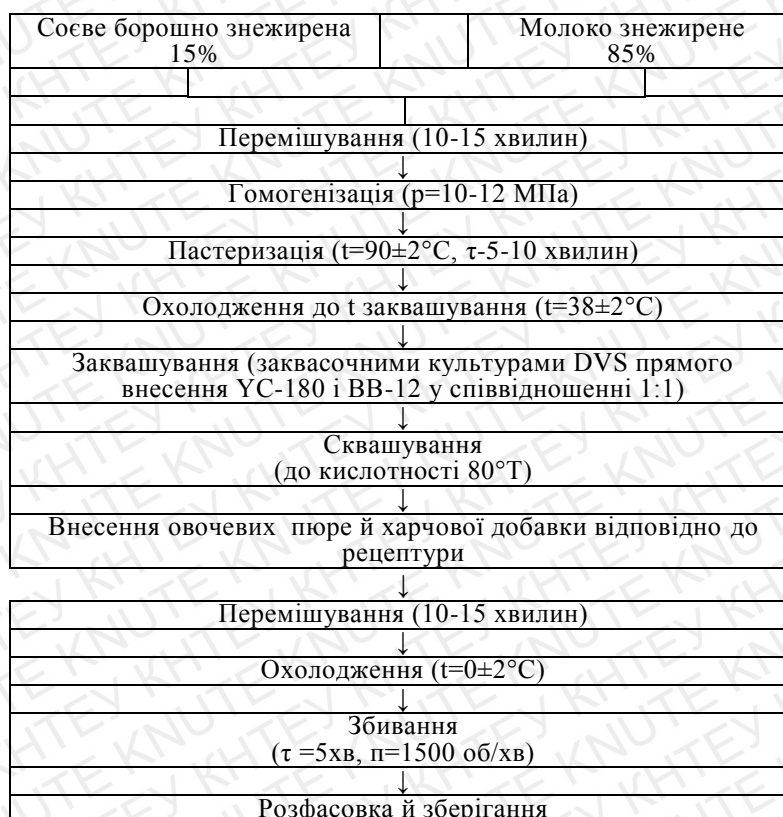 Соєве борошно знежирена
15%
Молоко знежирене
85%
Перемішування (10-15 хвилин)
↓
Гомогенізація (р=10-12 МПа)
↓
Пастеризація (t=90±2°С, τ-5-10 хвилин)
↓
Охолодження до t заквашування (t=38±2°С)
↓
Заквашування (заквасочними культурами DVS прямого
внесення YC-180 і BB-12 у співвідношенні 1:1)
↓
Сквашування
(до кислотності 80°Т)
↓
Внесення овочевих пюре й харчової добавки відповідно до
рецептури
↓
Перемішування (10-15 хвилин)
↓
Охолодження (t=0±2°С)
↓
Збивання
(τ =5хв, п=1500 об/хв)
↓
Розфасовка й зберігання